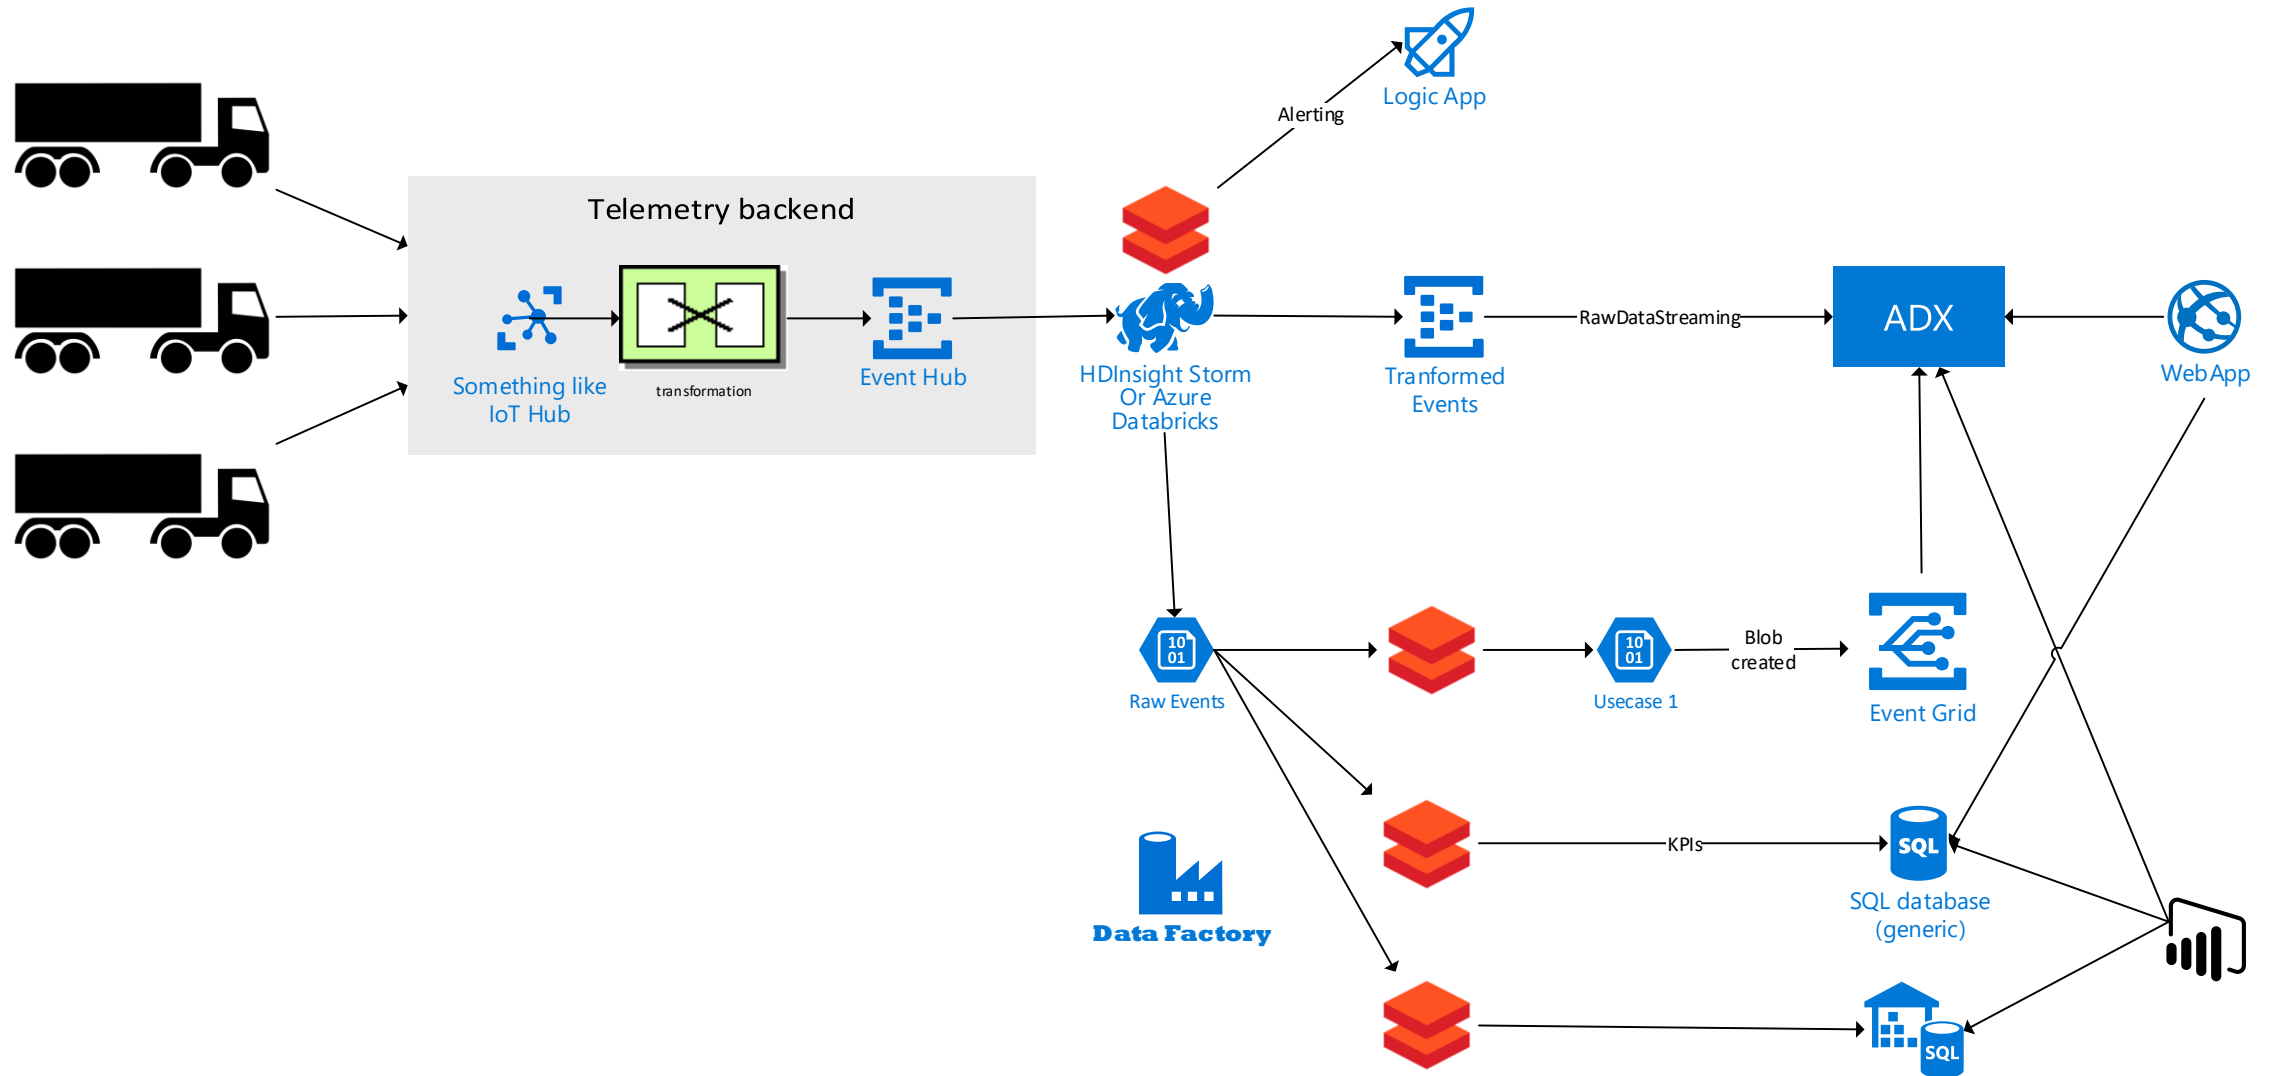 Logic App
Alerting
Telemetry backend
Something like
IoT Hub
transformation
Event Hub
HDInsight Storm
Or Azure
Databricks
Tranformed
Events
RawDataStreaming
ADX
Web App
10
01
Raw Events
10
01
Usecase 1
Blob
created
Event Grid
Data Factory
KPIs
SQL
SQL database
(generic)
SQL